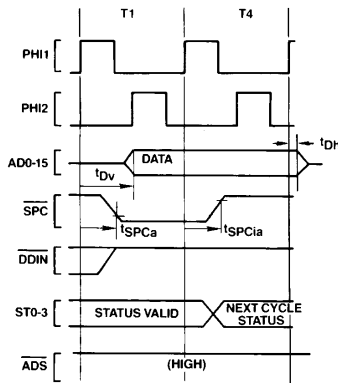 T1 T4
PHI1
PHI2
AD0-15 DATA tDh
tDv
SPC
tSPCa tSPCia
DDIN
ST0-3 STATUS VALID NEXT CYCLE
STATUS
ADS (HIGH)